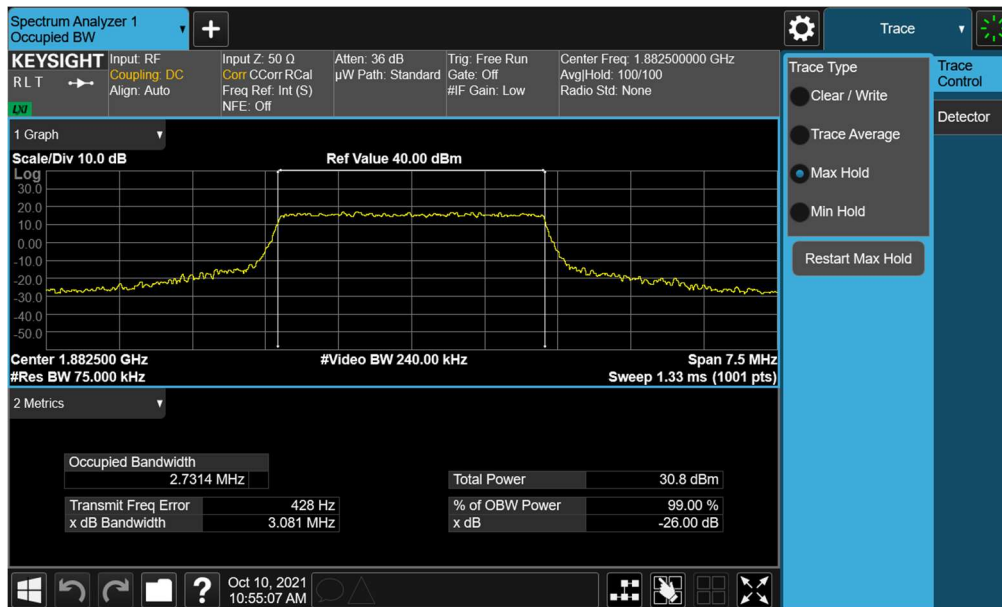 Spectrum Analyzer 1
Occupied BW
+
Trace
KEYSIGHT
R L T
LXI
Input: RF
Coupling: DC
Align: Auto
Input Z: 50 Ω
Corr CCorr RCal
Freq Ref: Int (S)
NFE: Off
Atten: 36 dB
µW Path: Standard
Trig: Free Run
Gate: Off
#IF Gain: Low
Center Freq: 1.882500000 GHz
Avg|Hold: 100/100
Radio Std: None
Trace Type
Clear / Write
Trace Average
Max Hold
Min Hold
Restart Max Hold
Trace
Control
Detector
1 Graph
Scale/Div 10.0 dB
Ref Value 40.00 dBm
Log
30.0
20.0
10.0
0.00
-10.0
-20.0
-30.0
-40.0
-50.0
Center 1.882500 GHz
#Video BW 240.00 kHz
Span 7.5 MHz
#Res BW 75.000 kHz
Sweep 1.33 ms (1001 pts)
2 Metrics
Occupied Bandwidth
2.7314 MHz
Total Power 30.8 dBm
Transmit Freq Error 428 Hz
% of OBW Power 99.00 %
x dB Bandwidth 3.081 MHz
x dB -26.00 dB
?
Oct 10, 2021
10:55:07 AM